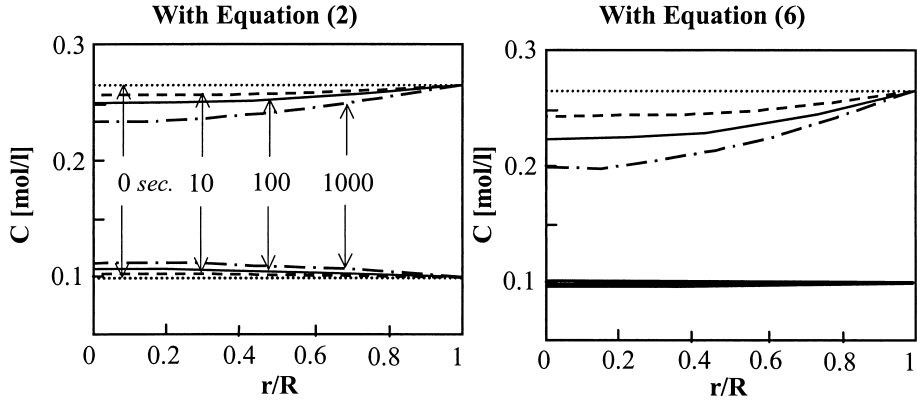 With Equation (2)
0.3
0.2
0.1
C [mol/l]
0 sec. 10 100 1000
0 0.2 0.4 0.6 0.8 1
r/R
With Equation (6)
0.3
0.2
0.1
C [mol/l]
0 0.2 0.4 0.6 0.8 1
r/R